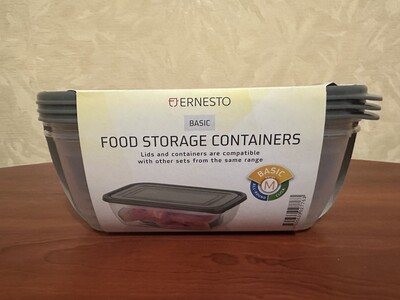 ERNESTO
BASIC
FOOD STORAGE CONTAINERS
Lids and containers are compatible
with other sets from the same range
BASIC
M